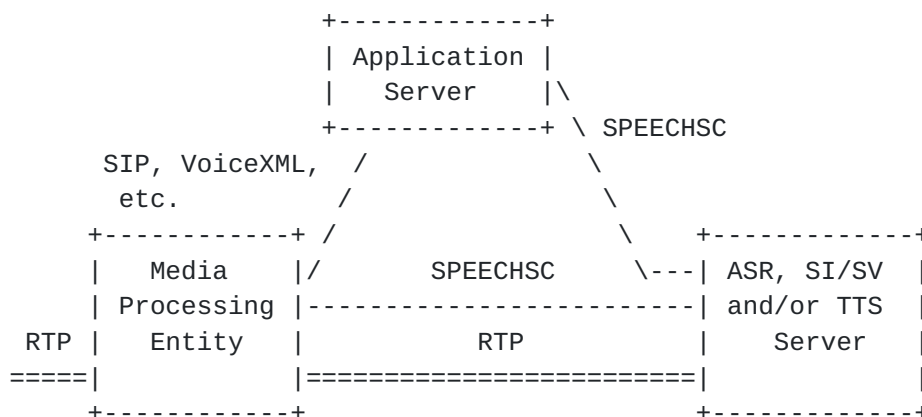 +-------------+
| Application |
| Server |\
+-------------+ \ SPEECHSC
SIP, VoiceXML, / \
etc. / \
+------------+ / \ +-------------+
| Media |/ SPEECHSC \---| ASR, SI/SV |
| Processing |-------------------------| and/or TTS |
RTP | Entity | RTP | Server |
=====| |=========================| |
+------------+ +-------------+